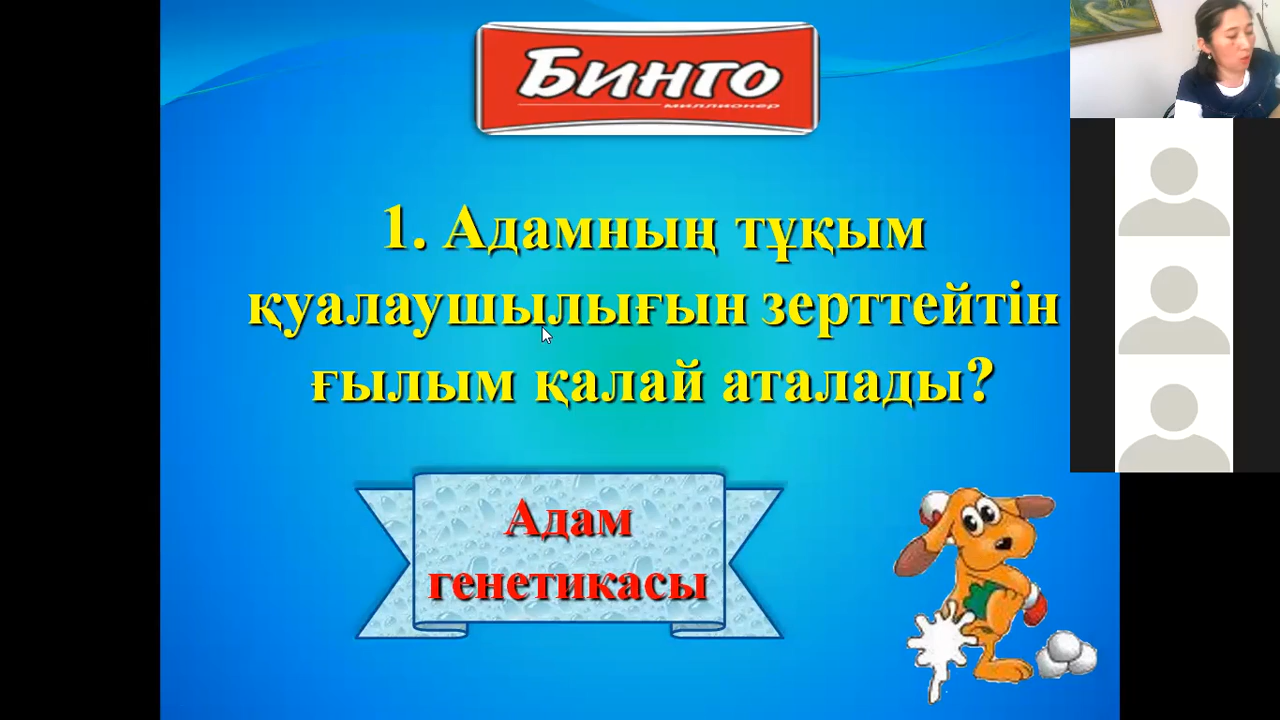 Бинго
миллионер
1. Адамның тұқым
қуалаушылығын зерттейтін
ғылым қалай аталады?
Адам
генетикасы